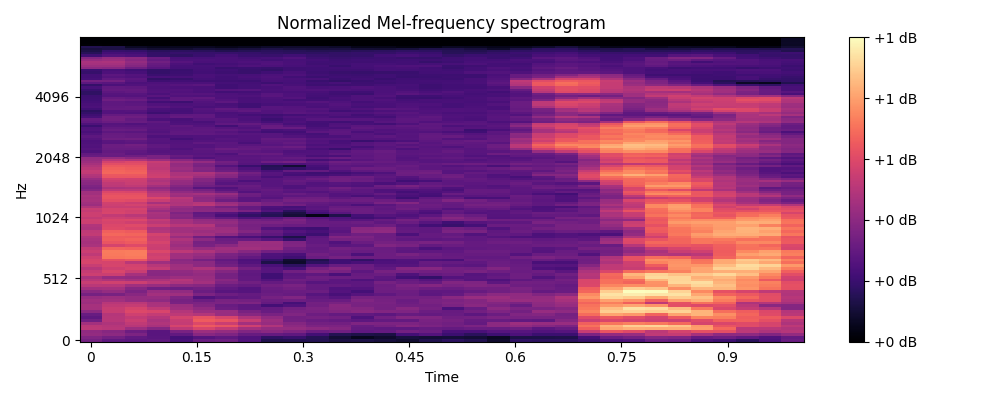 Normalized Mel-frequency spectrogram
Hz
4096
2048
1024
512
0
0 0.15 0.3 0.45 0.6 0.75 0.9
Time
+1 dB
+1 dB
+1 dB
+0 dB
+0 dB
+0 dB